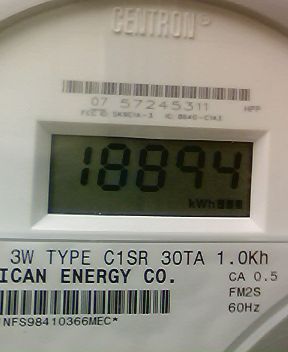 CENTRON®
07 57245311 HPP
18894
kWh
3W TYPE C1SR 30TA 1.0Kh
ICAN ENERGY CO. CA 0.5
FM2S
60Hz
NFS98410366MEC*